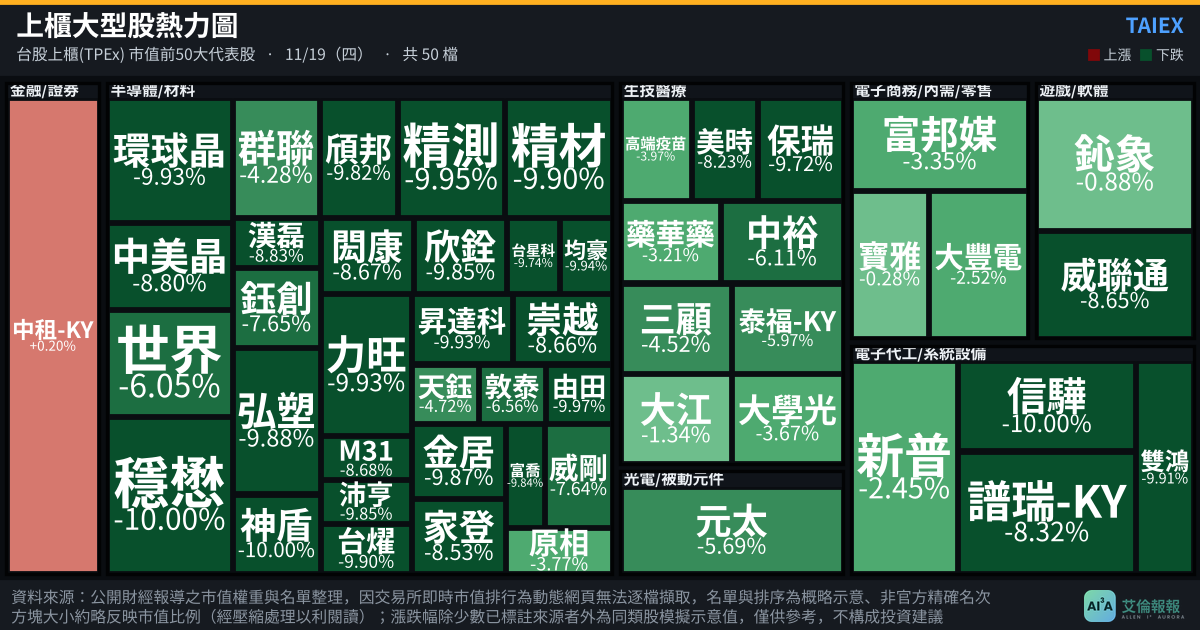 上櫃大型股熱力圖
TAIEX
台股上櫃(TPEx) 市值前50大代表股 · 11/19（四） · 共 50 檔
上漲 下跌
金融/證券
中租-KY
+0.20%
半導體/材料
環球晶
-9.93%
群聯
-4.28%
頎邦
-9.82%
精測
-9.95%
精材
-9.90%
中美晶
-8.80%
漢磊
-8.83%
閎康
-8.67%
欣銓
-9.85%
台星科
-9.74%
均豪
-9.94%
鈺創
-7.65%
世界
-6.05%
力旺
-9.93%
昇達科
-9.93%
崇越
-8.66%
弘塑
-9.88%
天鈺
-4.72%
敦泰
-6.56%
由田
-9.97%
穩懋
-10.00%
M31
-8.68%
金居
-9.87%
富喬
-9.84%
威剛
-7.64%
沛亨
-9.85%
神盾
-10.00%
台燿
-9.90%
家登
-8.53%
原相
-3.77%
生技醫療
高端疫苗
-3.97%
美時
-8.23%
保瑞
-9.72%
藥華藥
-3.21%
中裕
-6.11%
三顧
-4.52%
泰福-KY
-5.97%
大江
-1.34%
大學光
-3.67%
光電/被動元件
元太
-5.69%
電子商務/內需/零售
富邦媒
-3.35%
寶雅
-0.28%
大豐電
-2.52%
遊戲/軟體
鈊象
-0.88%
威聯通
-8.65%
電子代工/系統設備
新普
-2.45%
信驊
-10.00%
譜瑞-KY
-8.32%
雙鴻
-9.91%
資料來源：公開財經報導之市值權重與名單整理，因交易所即時市值排行為動態網頁無法逐檔擷取，名單與排序為概略示意、非官方精確名次
方塊大小約略反映市值比例（經壓縮處理以利閱讀）；漲跌幅除少數已標註來源者外為同類股模擬示意值，僅供參考，不構成投資建議
AI³A
艾倫報報
ALLEN I³ AURORA